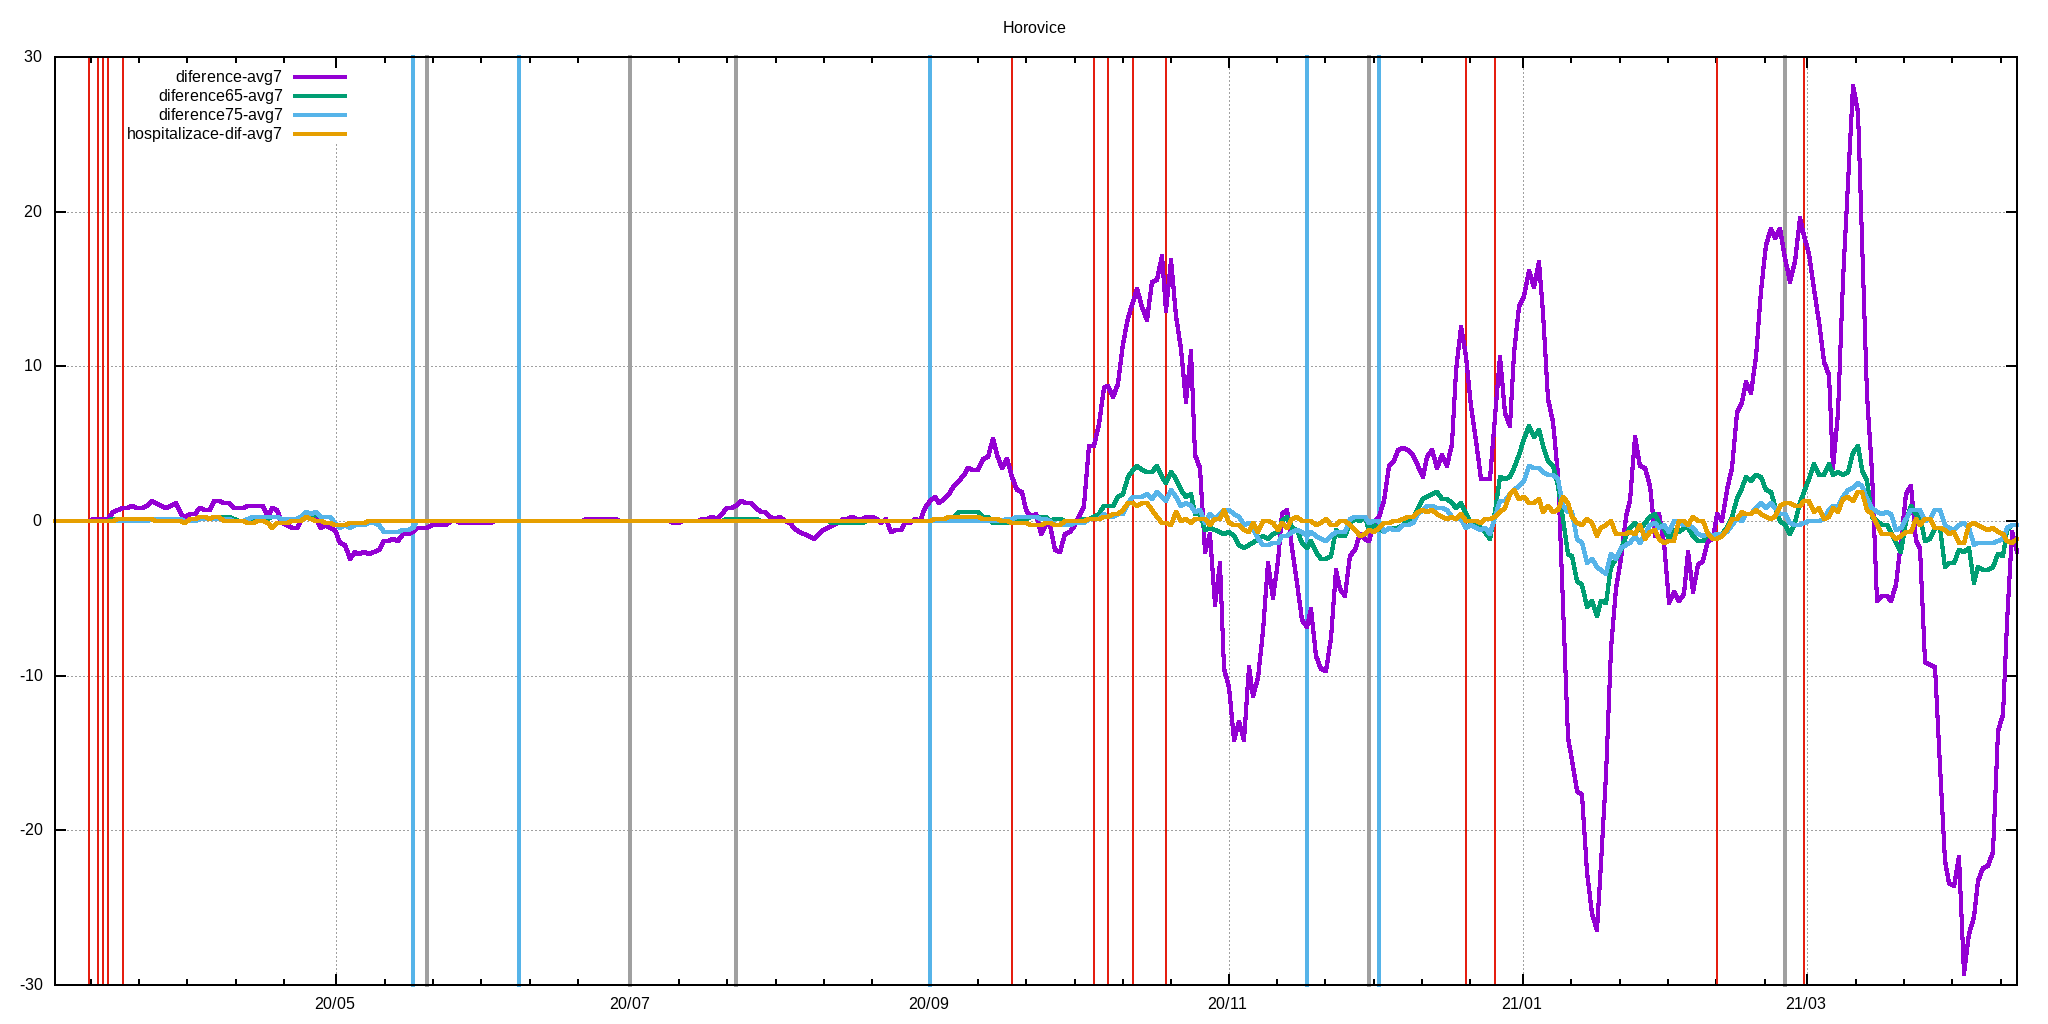 Horovice
diference-avg7
diference65-avg7
diference75-avg7
hospitalizace-dif-avg7
30
20
10
0
-10
-20
-30
20/05 20/07 20/09 20/11 21/01 21/03